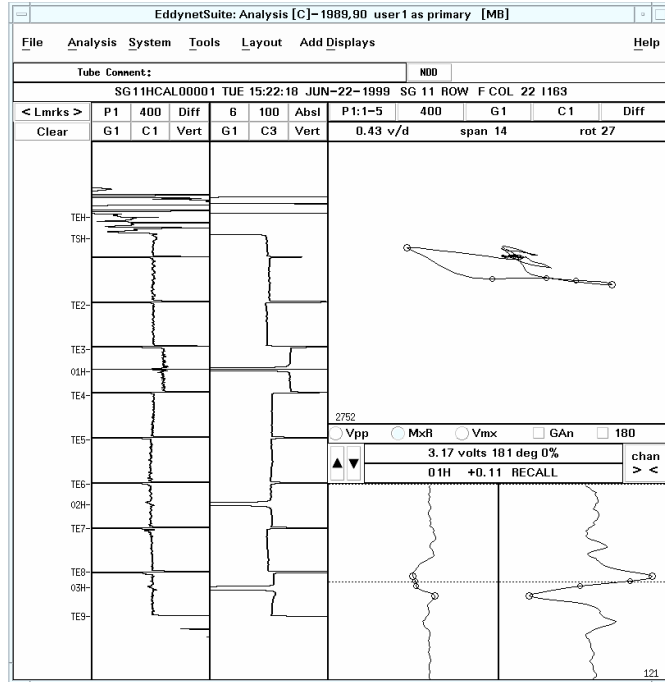 EddynetSuite: Analysis [C]-1989,90 user1 as primary [MB]
File Analysis System Tools Layout Add Displays Help
Tube Comment: NDD
SG11HCAL00001 TUE 15:22:18 JUN-22-1999 SG 11 ROW F COL 22 I163
< Lmrks > P1 400 Diff 6 100 Absl P1:1-5 400 G1 C1 Diff
Clear G1 C1 Vert G1 C3 Vert 0.43 v/d span 14 rot 27
TEH
TSH
TE2
TE3
01H
TE4
TE5
TE6
02H
TE7
TE8
03H
TE9
2752
Vpp MxR Vmx GAn 180
3.17 volts 181 deg 0% chan
01H +0.11 RECALL > <
121